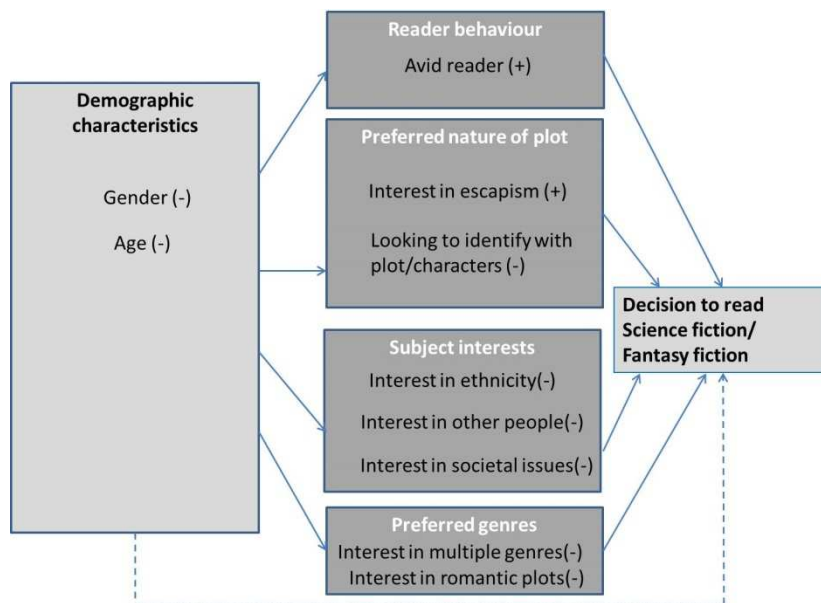 Demographic
characteristics
Gender (-)
Age (-)
Reader behaviour
Avid reader (+)
Preferred nature of plot
Interest in escapism (+)
Looking to identify with
plot/characters (-)
Subject interests
Interest in ethnicity(-)
Interest in other people(-)
Interest in societal issues(-)
Preferred genres
Interest in multiple genres(-)
Interest in romantic plots(-)
Decision to read
Science fiction/
Fantasy fiction